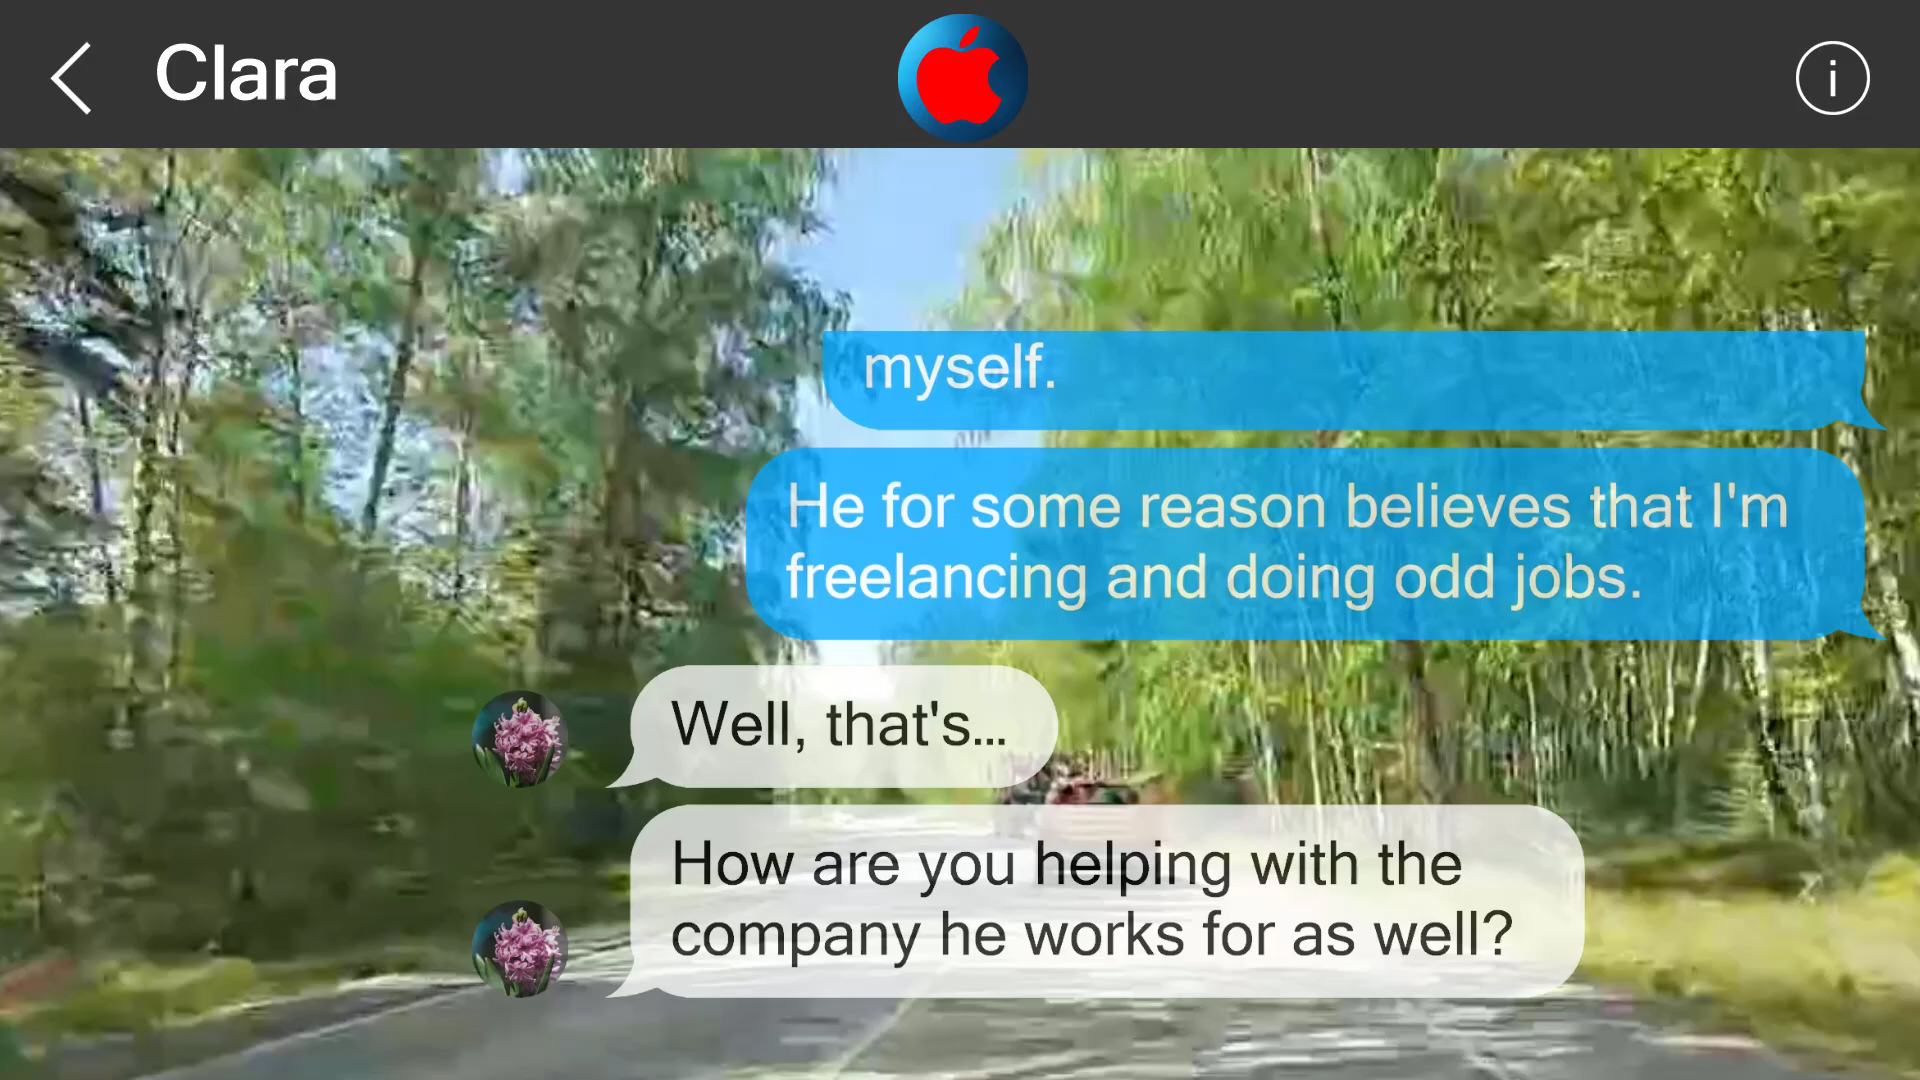 Clara
i
myself.
He for some reason believes that I'm
freelancing and doing odd jobs.
Well, that's...
How are you helping with the
company he works for as well?